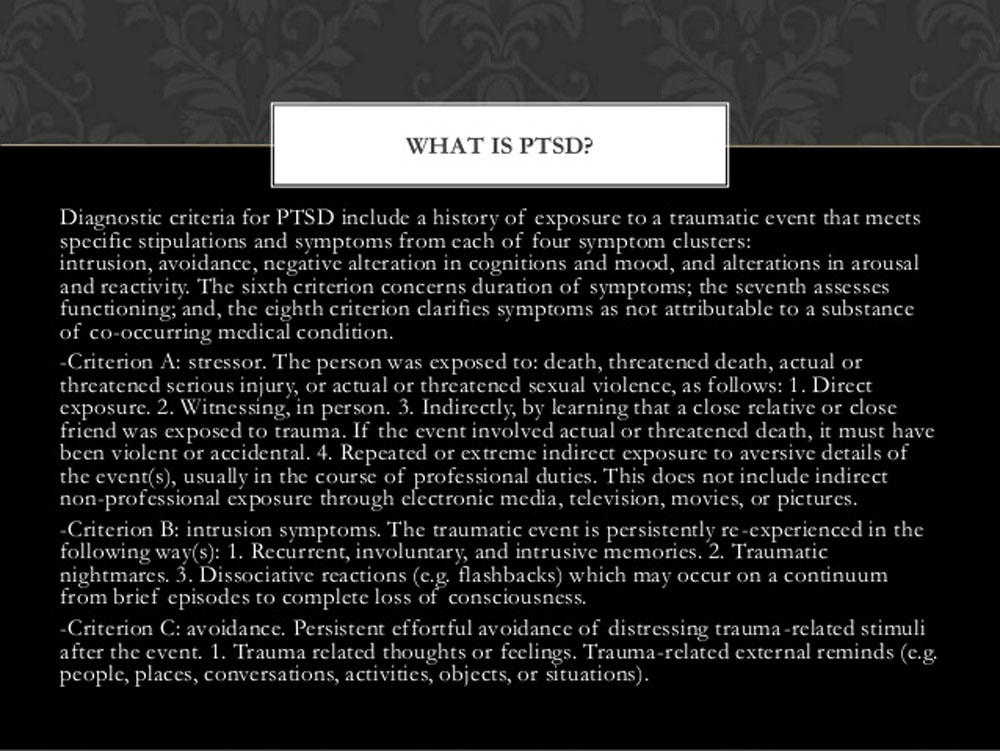 WHAT IS PTSD?
Diagnostic criteria for PTSD include a history of exposure to a traumatic event that meets
specific stipulations and symptoms from each of four symptom clusters:
intrusion, avoidance, negative alteration in cognitions and mood, and alterations in arousal
and reactivity. The sixth criterion concerns duration of symptoms; the seventh assesses
functioning; and, the eighth criterion clarifies symptoms as not attributable to a substance
of co-occurring medical condition.
-Criterion A: stressor. The person was exposed to: death, threatened death, actual or
threatened serious injury, or actual or threatened sexual violence, as follows: 1. Direct
exposure. 2. Witnessing, in person. 3. Indirectly, by learning that a close relative or close
friend was exposed to trauma. If the event involved actual or threatened death, it must have
been violent or accidental. 4. Repeated or extreme indirect exposure to aversive details of
the event(s), usually in the course of professional duties. This does not include indirect
non-professional exposure through electronic media, television, movies, or pictures.
-Criterion B: intrusion symptoms. The traumatic event is persistently re-experienced in the
following way(s): 1. Recurrent, involuntary, and intrusive memories. 2. Traumatic
nightmares. 3. Dissociative reactions (e.g. flashbacks) which may occur on a continuum
from brief episodes to complete loss of consciousness.
-Criterion C: avoidance. Persistent effortful avoidance of distressing trauma-related stimuli
after the event. 1. Trauma related thoughts or feelings. Trauma-related external reminds (e.g.
people, places, conversations, activities, objects, or situations).